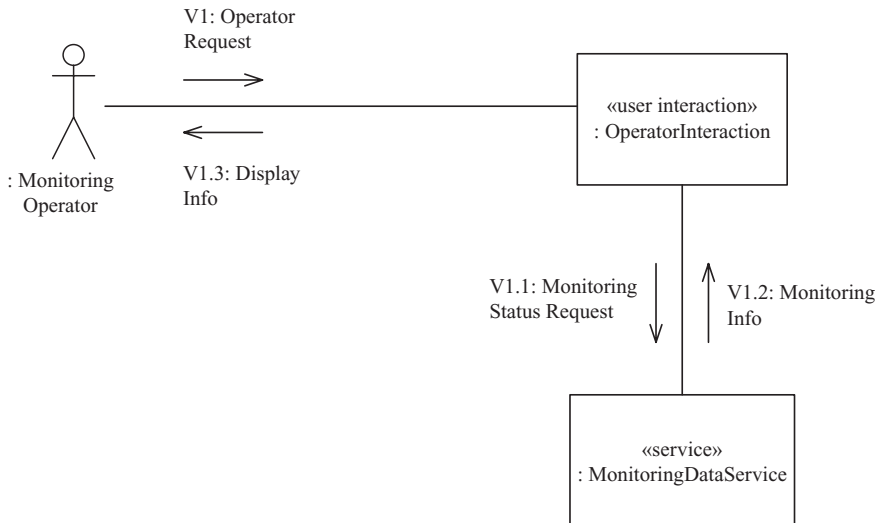 V1: Operator
Request
«user interaction»
: OperatorInteraction
V1.3: Display
Info
: Monitoring
Operator
V1.1: Monitoring
Status Request
V1.2: Monitoring
Info
«service»
: MonitoringDataService